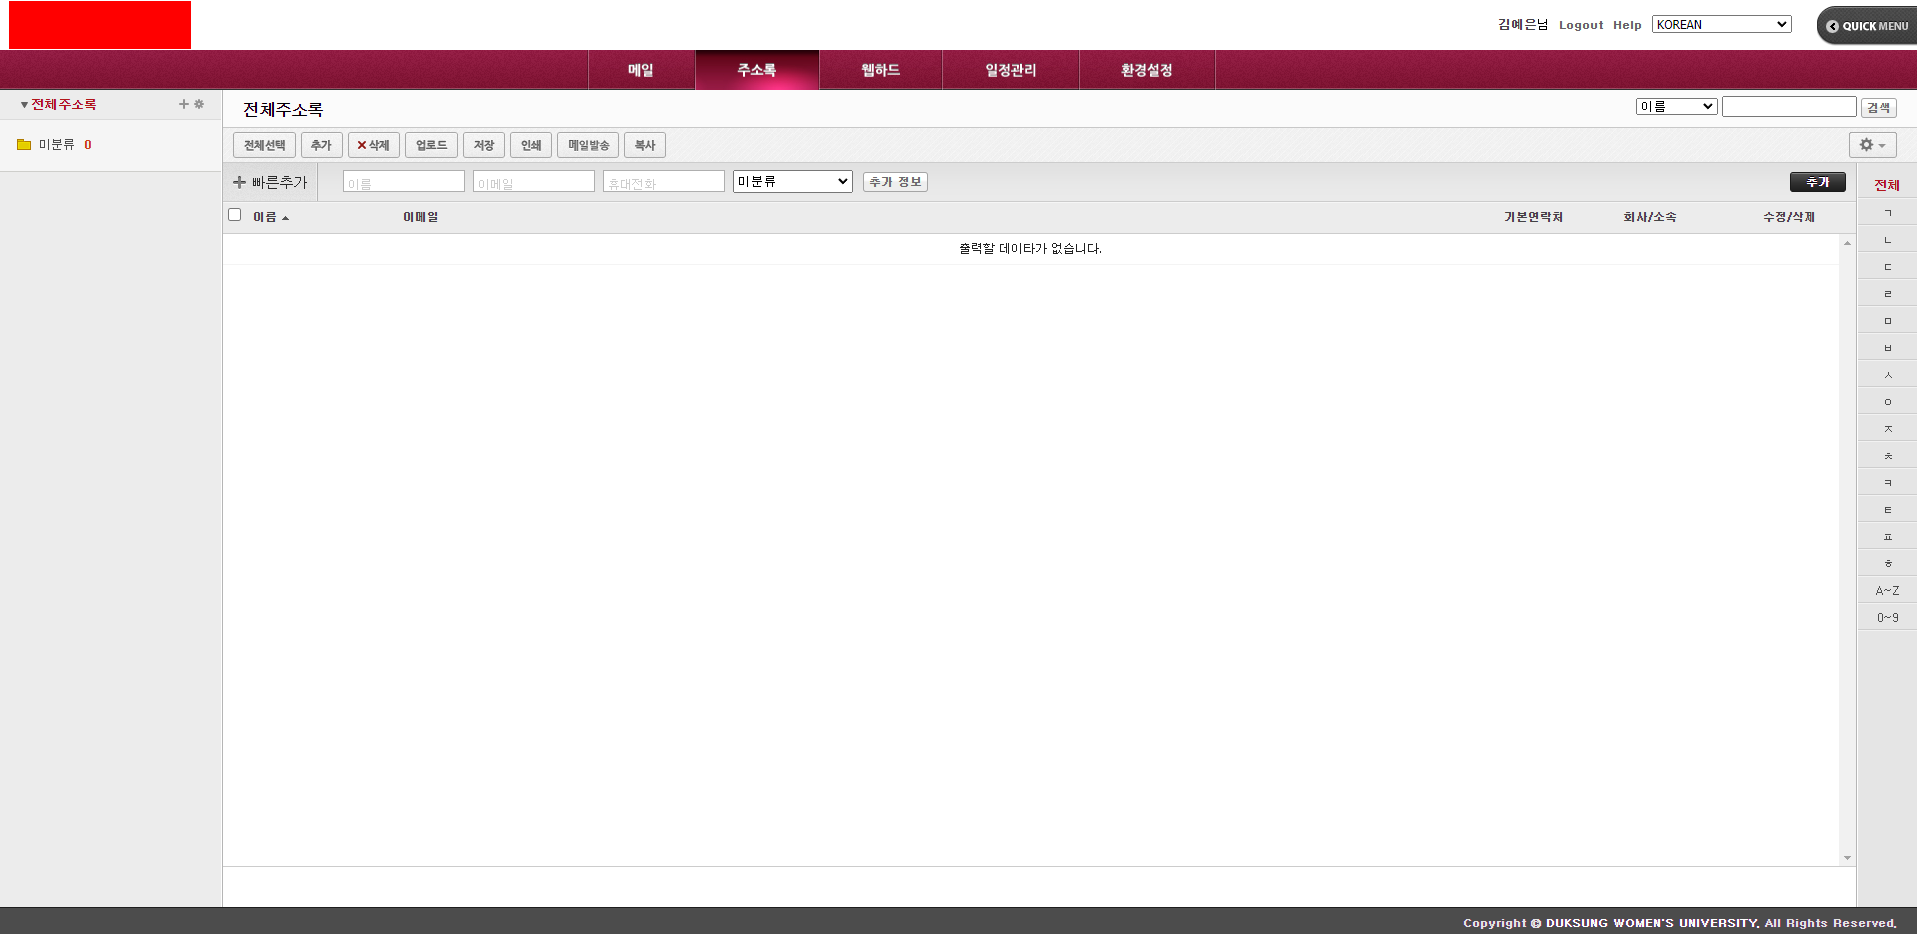 김예은님 Logout Help KOREAN QUICK MENU
메일 주소록 웹하드 일정관리 환경설정
전체주소록
미분류 0
전체주소록 이름 검색
전체선택 추가 삭제 업로드 저장 인쇄 메일발송 복사
빠른추가 이름 이메일 휴대전화 미분류 추가 정보 추가
이름 이메일 기본연락처 회사/소속 수정/삭제
출력할 데이타가 없습니다.
전체
ㄱ
ㄴ
ㄷ
ㄹ
ㅁ
ㅂ
ㅅ
ㅇ
ㅈ
ㅊ
ㅋ
ㅌ
ㅍ
ㅎ
A~Z
0~9
Copyright © DUKSUNG WOMEN'S UNIVERSITY. All Rights Reserved.